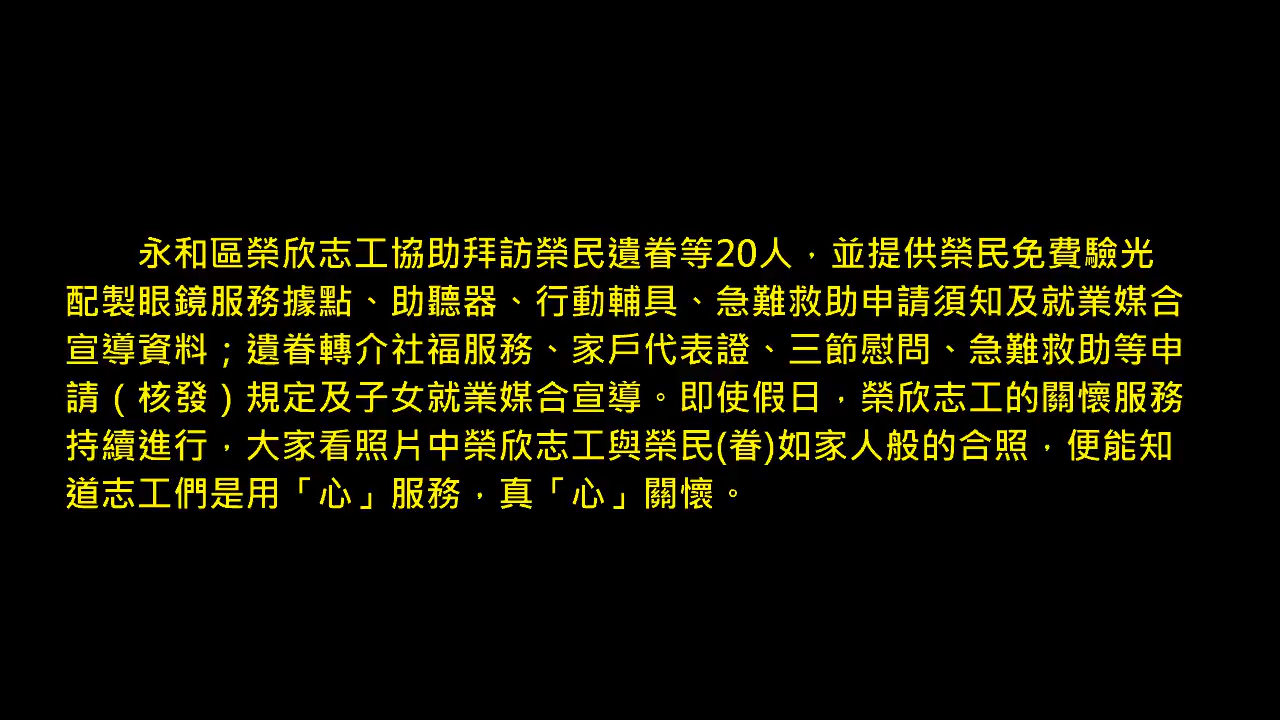 永和區榮欣志工協助拜訪榮民遺眷等20人，並提供榮民免費驗光
配製眼鏡服務據點、助聽器、行動輔具、急難救助申請須知及就業媒合
宣導資料；遺眷轉介社福服務、家戶代表證、三節慰問、急難救助等申
請（核發）規定及子女就業媒合宣導。即使假日，榮欣志工的關懷服務
持續進行，大家看照片中榮欣志工與榮民(眷)如家人般的合照，便能知
道志工們是用「心」服務，真「心」關懷。